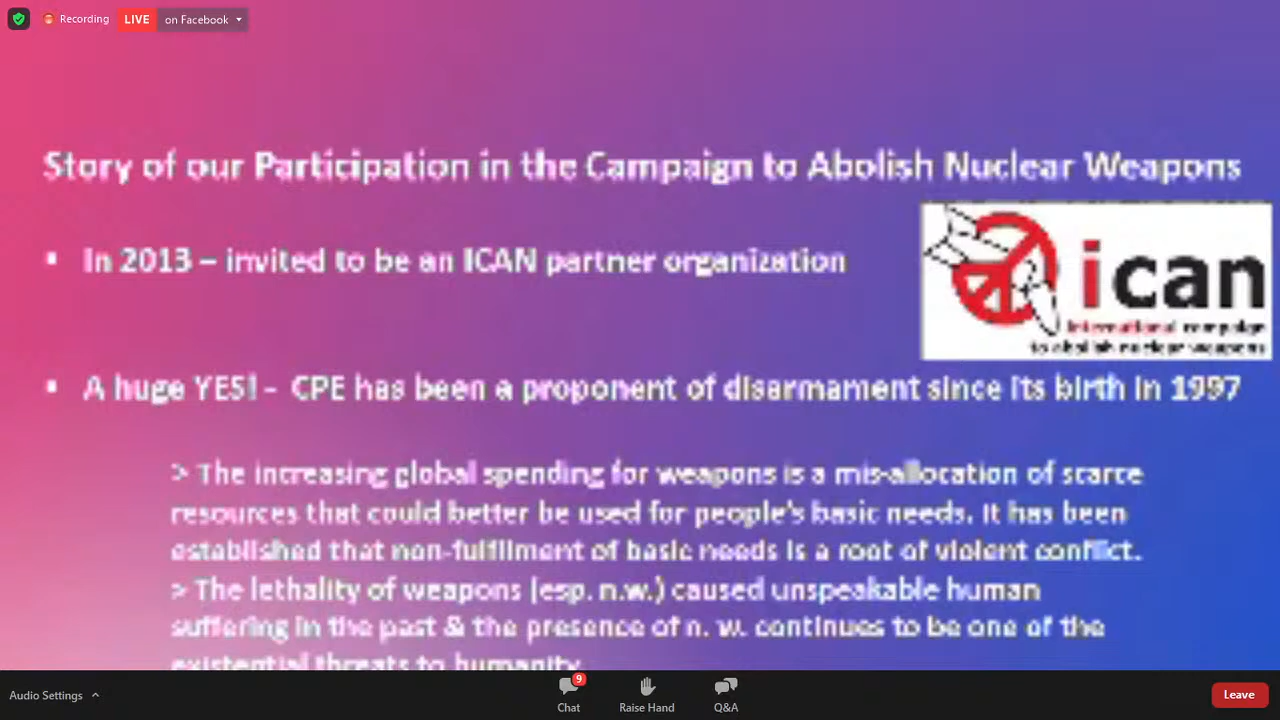 Recording
LIVE on Facebook
Story of our Participation in the Campaign to Abolish Nuclear Weapons
▪ In 2013 – invited to be an ICAN partner organization
ican
international campaign
to abolish nuclear weapons
▪ A huge YES! – CPE has been a proponent of disarmament since its birth in 1997
> The increasing global spending for weapons is a mis-allocation of scarce
resources that could better be used for people's basic needs. It has been
established that non-fulfilment of basic needs is a root of violent conflict.
> The lethality of weapons (esp. n.w.) caused unspeakable human
suffering in the past & the presence of n. w. continues to be one of the
existential threats to humanity.
Audio Settings
9
Chat
Raise Hand
Q&A
Leave